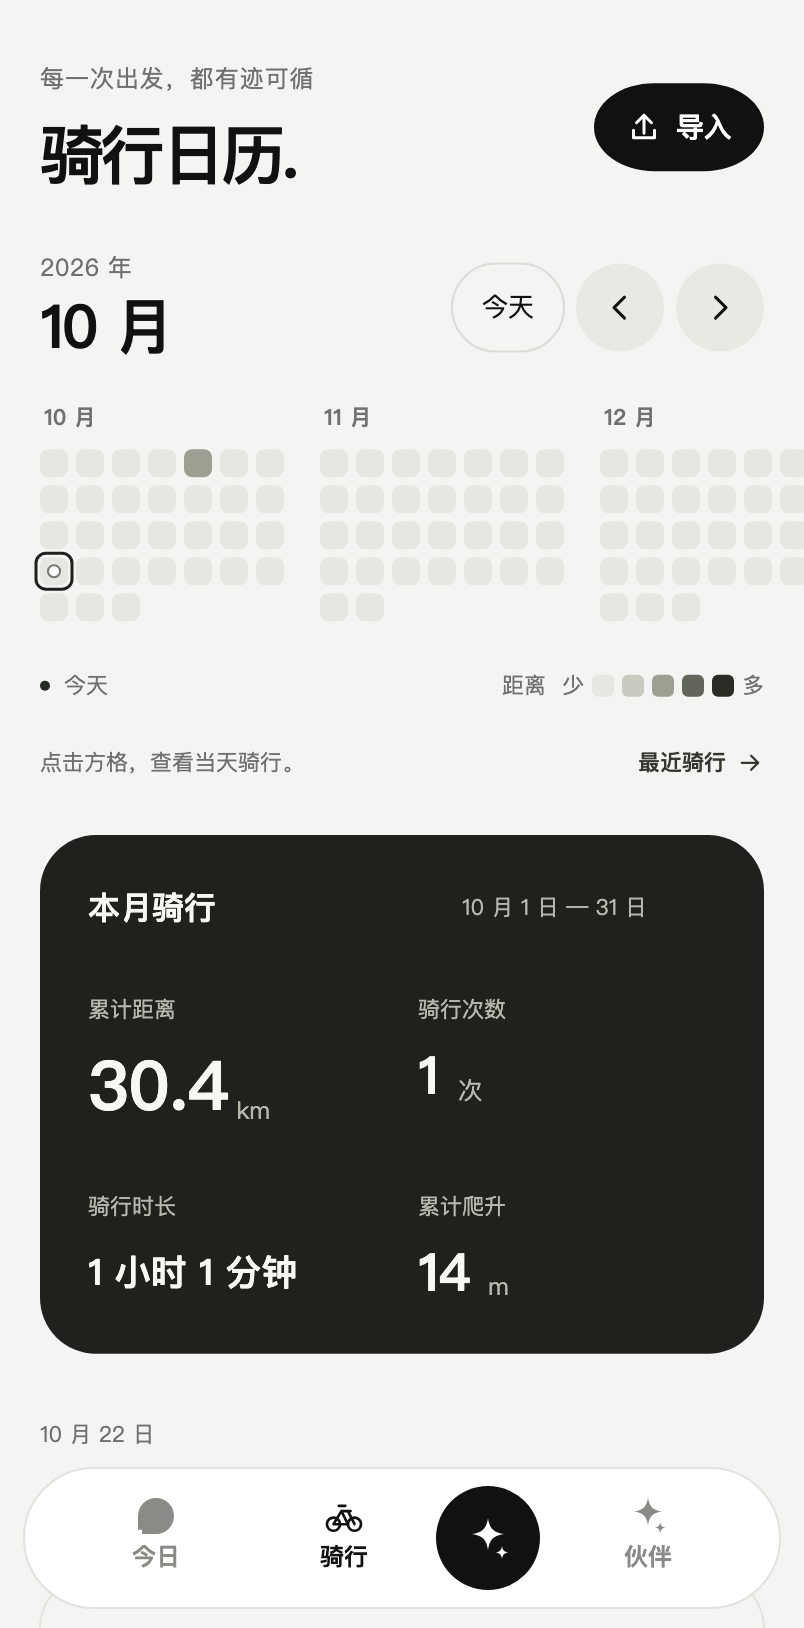 每一次出发，都有迹可循
骑行日历.
导入
2026 年
10 月
今天
10 月
11 月
12 月
今天
距离 少
多
点击方格，查看当天骑行。
最近骑行 →
本月骑行
10 月 1 日 — 31 日
累计距离
骑行次数
30.4 km
1 次
骑行时长
累计爬升
1 小时 1 分钟
14 m
10 月 22 日
今日
骑行
伙伴